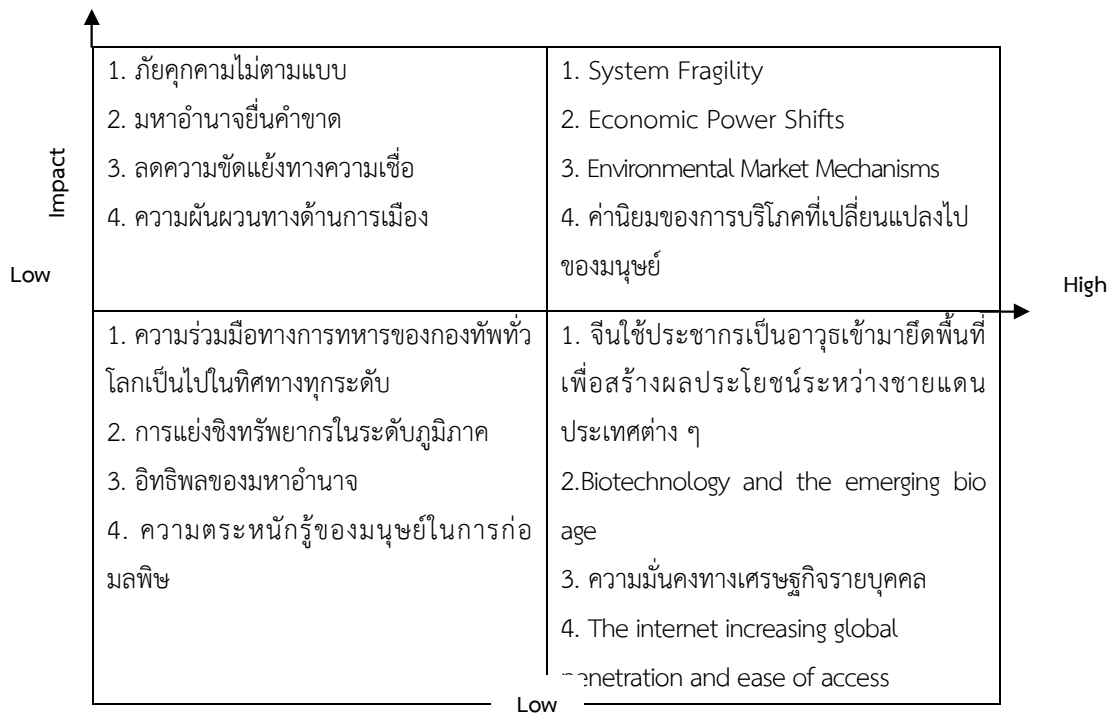 1. ภัยคุกคามไม่ตามแบบ
2. มหาอำนาจยื่นคำขาด
3. ลดความขัดแย้งทางความเชื่อ
4. ความผันผวนทางด้านการเมือง
1. System Fragility
2. Economic Power Shifts
3. Environmental Market Mechanisms
4. ค่านิยมของการบริโภคที่เปลี่ยนแปลงไป
ของมนุษย์
Impact
Low
High
1. ความร่วมมือทางการทหารของกองทัพทั่ว
โลกเป็นไปในทิศทางทุกระดับ
2. การแย่งชิงทรัพยากรในระดับภูมิภาค
3. อิทธิพลของมหาอำนาจ
4. ความตระหนักรู้ของมนุษย์ในการก่อ
มลพิษ
1. จีนใช้ประชากรเป็นอาวุธเข้ามายึดพื้นที่
เพื่อสร้างผลประโยชน์ระหว่างชายแดน
ประเทศต่าง ๆ
2.Biotechnology and the emerging bio
age
3. ความมั่นคงทางเศรษฐกิจรายบุคคล
4. The internet increasing global
penetration and ease of access
Low